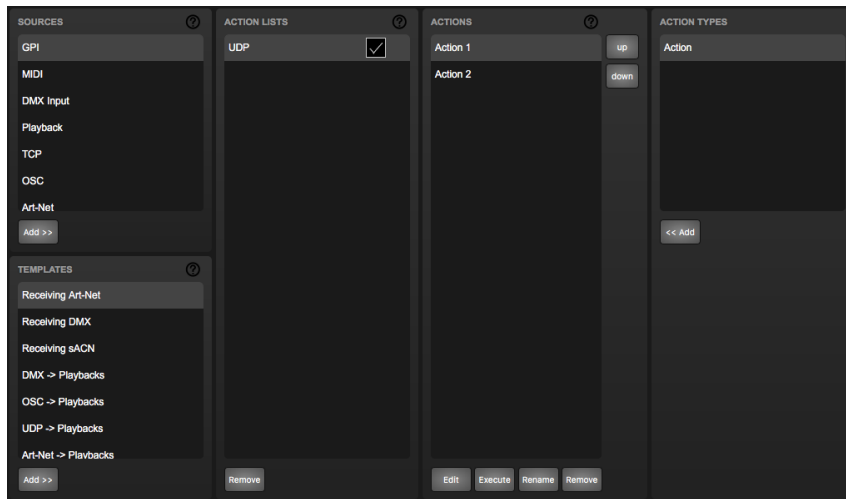 SOURCES
?
GPI
MIDI
DMX Input
Playback
TCP
OSC
Art-Net
Add >>
TEMPLATES
?
Receiving Art-Net
Receiving DMX
Receiving sACN
DMX -> Playbacks
OSC -> Playbacks
UDP -> Playbacks
Art-Net -> Playbacks
Add >>
ACTION LISTS
?
UDP
Remove
ACTIONS
?
Action 1
Action 2
up
down
Edit
Execute
Rename
Remove
ACTION TYPES
Action
<< Add